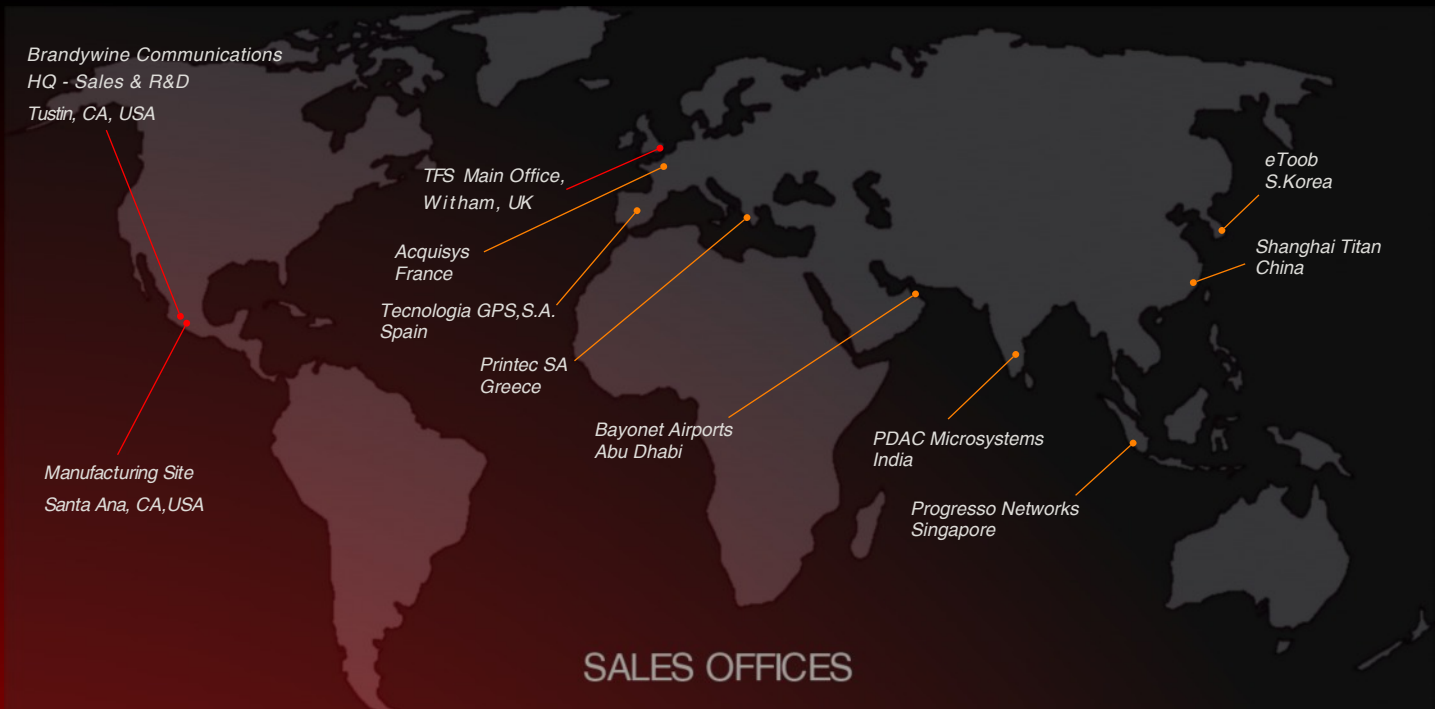 Brandywine Communications
HQ - Sales & R&D
Tustin, CA, USA
TFS Main Office,
Witham, UK
Acquisys
France
Tecnologia GPS,S.A.
Spain
Printec SA
Greece
Bayonet Airports
Abu Dhabi
PDAC Microsystems
India
Progresso Networks
Singapore
eToob
S.Korea
Shanghai Titan
China
Manufacturing Site
Santa Ana, CA,USA
SALES OFFICES